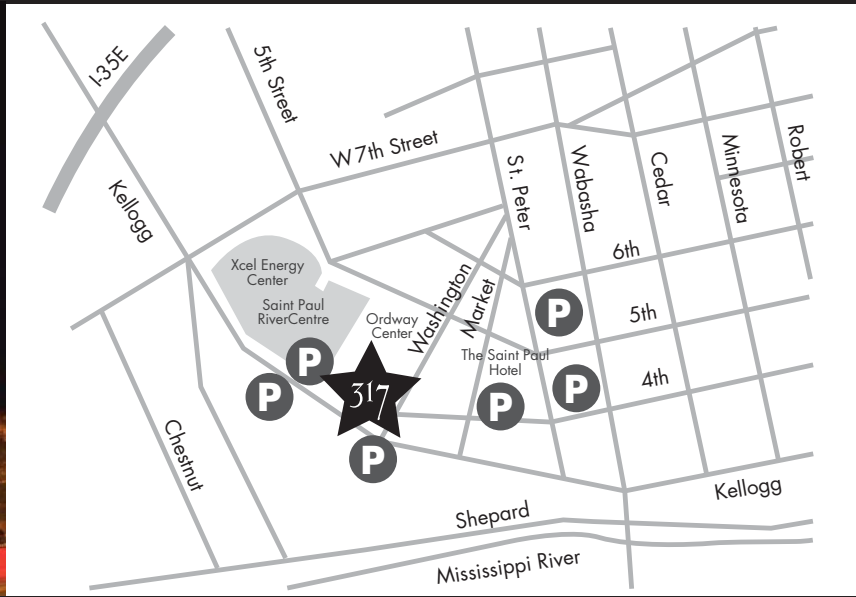 I-35E
5th Street
W 7th Street
Kellogg
St. Peter
Wabasha
Cedar
Minnesota
Robert
Xcel Energy
Center
Saint Paul
RiverCentre
Ordway
Center
Washington
Market
6th
5th
4th
The Saint Paul
Hotel
P
P
P
P
P
P
317
Chestnut
Kellogg
Shepard
Mississippi River